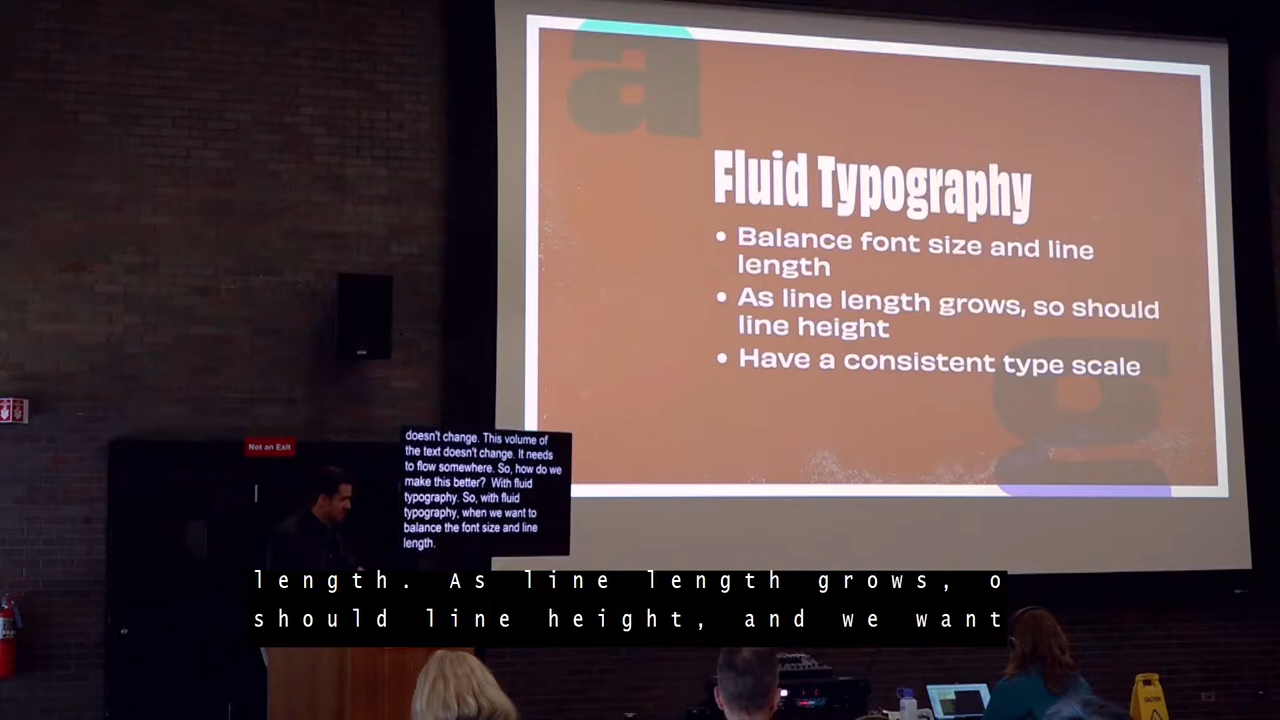 a
Fluid Typography
• Balance font size and line
length
• As line length grows, so should
line height
• Have a consistent type scale
g
Not an Exit
doesn't change. This volume of
the text doesn't change. It needs
to flow somewhere. So, how do we
make this better? With fluid
typography. So, with fluid
typography, when we want to
balance the font size and line
length.
length. As line length grows, o
should line height, and we want
CAUTION